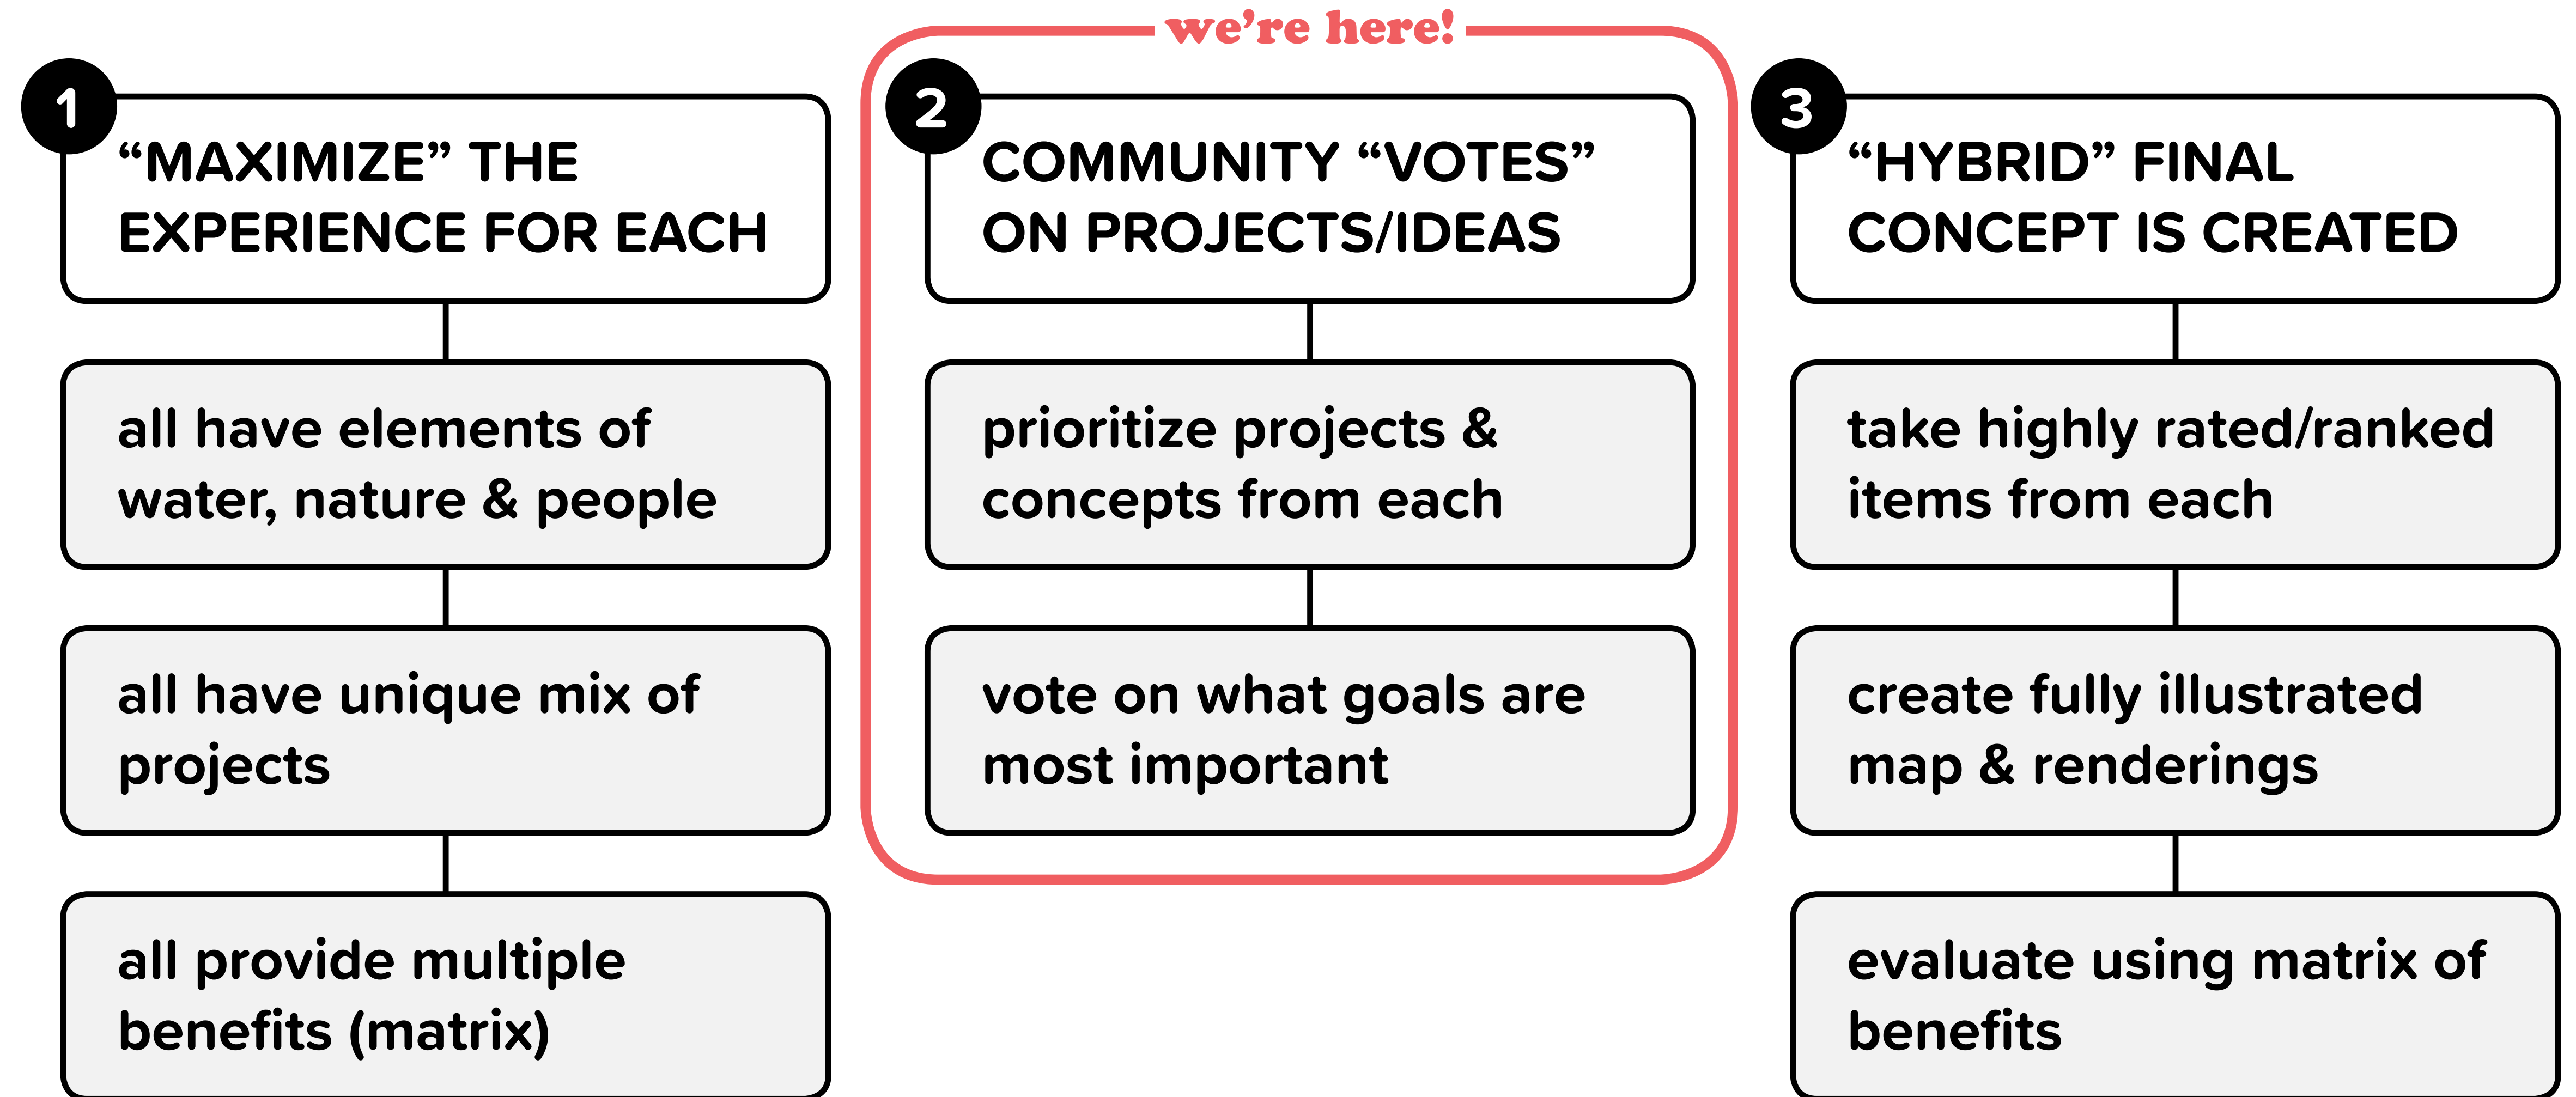 we’re here!
1
“MAXIMIZE” THE
EXPERIENCE FOR EACH
all have elements of
water, nature & people
all have unique mix of
projects
all provide multiple
benefits (matrix)
2
COMMUNITY “VOTES”
ON PROJECTS/IDEAS
prioritize projects &
concepts from each
vote on what goals are
most important
3
“HYBRID” FINAL
CONCEPT IS CREATED
take highly rated/ranked
items from each
create fully illustrated
map & renderings
evaluate using matrix of
benefits